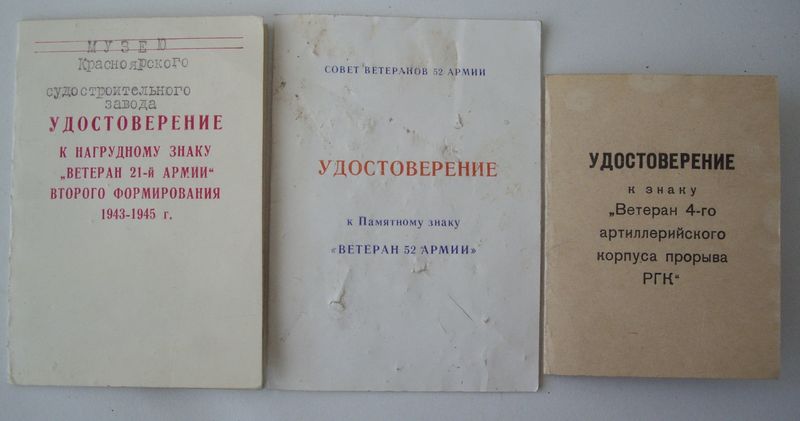 МУЗЕЮ
Красноярского
судостроительного
завода
УДОСТОВЕРЕНИЕ
К НАГРУДНОМУ ЗНАКУ
„ВЕТЕРАН 21-й АРМИИ“
ВТОРОГО ФОРМИРОВАНИЯ
1943-1945 г.
СОВЕТ ВЕТЕРАНОВ 52 АРМИИ
УДОСТОВЕРЕНИЕ
к Памятному знаку
«ВЕТЕРАН 52 АРМИИ»
УДОСТОВЕРЕНИЕ
к знаку
„Ветеран 4-го
артиллерийского
корпуса прорыва
РГК“